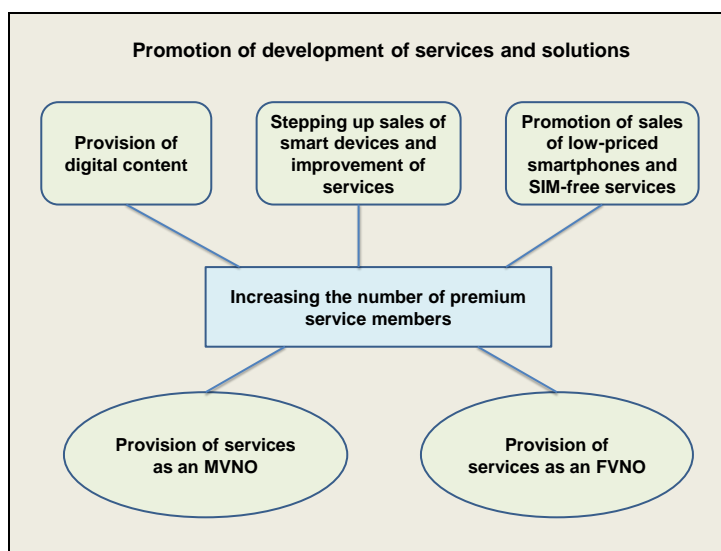 Promotion of development of services and solutions
Provision of
digital content
Stepping up sales of
smart devices and
improvement of
services
Promotion of sales
of low-priced
smartphones and
SIM-free services
Increasing the number of premium
service members
Provision of services
as an MVNO
Provision of
services as an FVNO